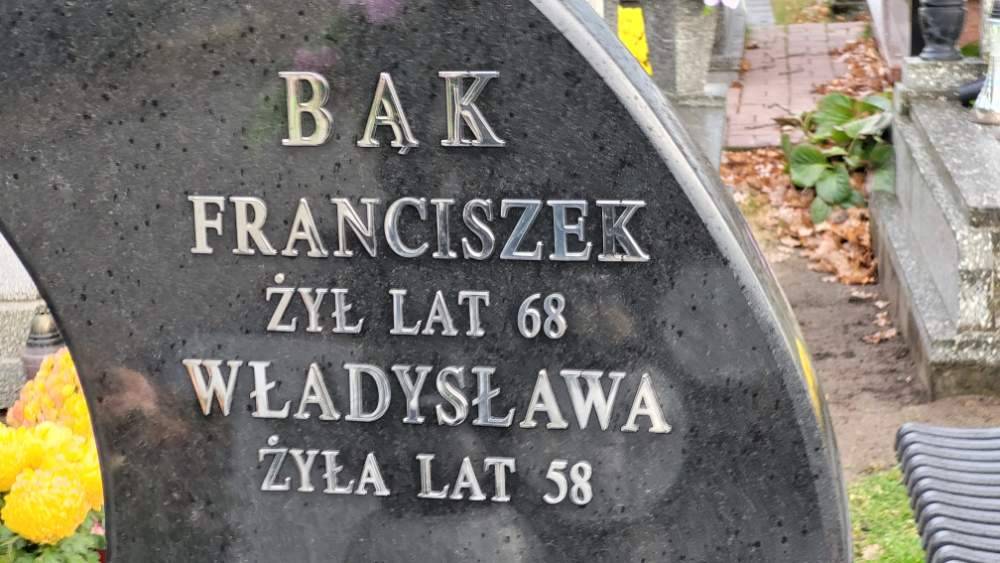 BĄK
FRANCISZEK
ŻYŁ LAT 68
WŁADYSŁAWA
ŻYŁA LAT 58